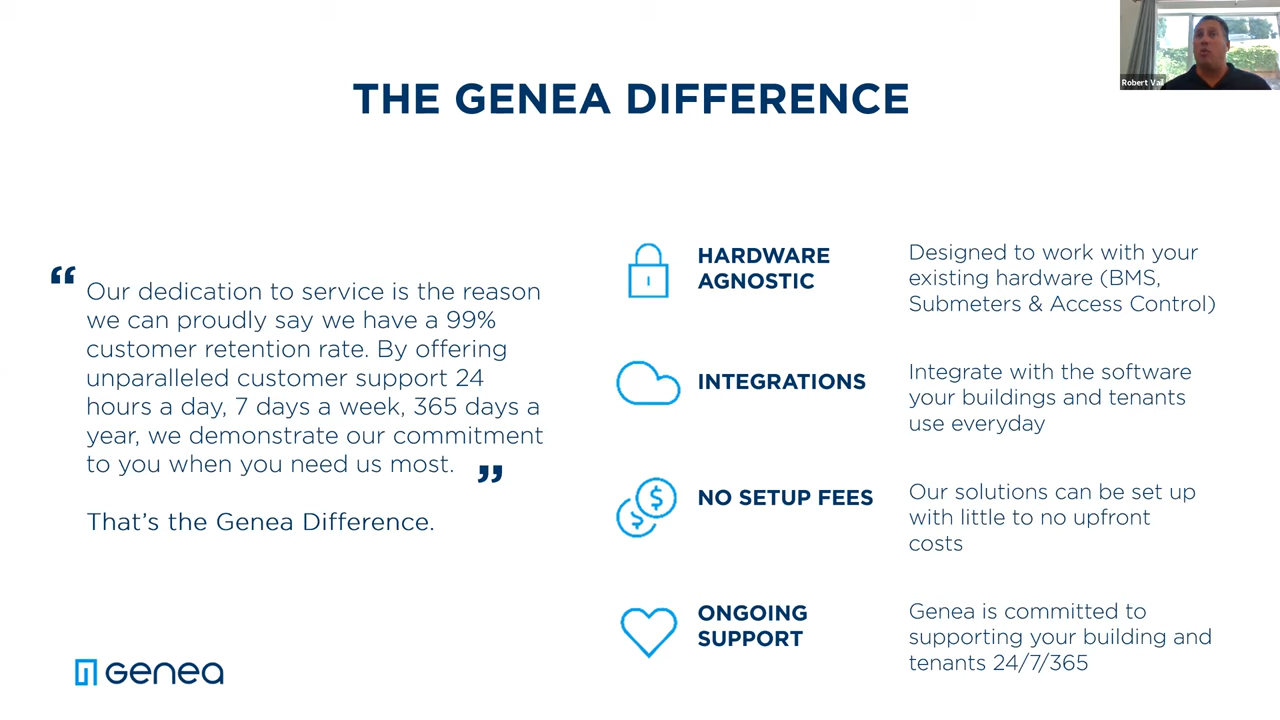 Robert Vail
THE GENEA DIFFERENCE
“ Our dedication to service is the reason
we can proudly say we have a 99%
customer retention rate. By offering
unparalleled customer support 24
hours a day, 7 days a week, 365 days a
year, we demonstrate our commitment
to you when you need us most. ”
That’s the Genea Difference.
HARDWARE
AGNOSTIC
Designed to work with your
existing hardware (BMS,
Submeters & Access Control)
INTEGRATIONS
Integrate with the software
your buildings and tenants
use everyday
$
$
NO SETUP FEES
Our solutions can be set up
with little to no upfront
costs
ONGOING
SUPPORT
Genea is committed to
supporting your building and
tenants 24/7/365
Genea